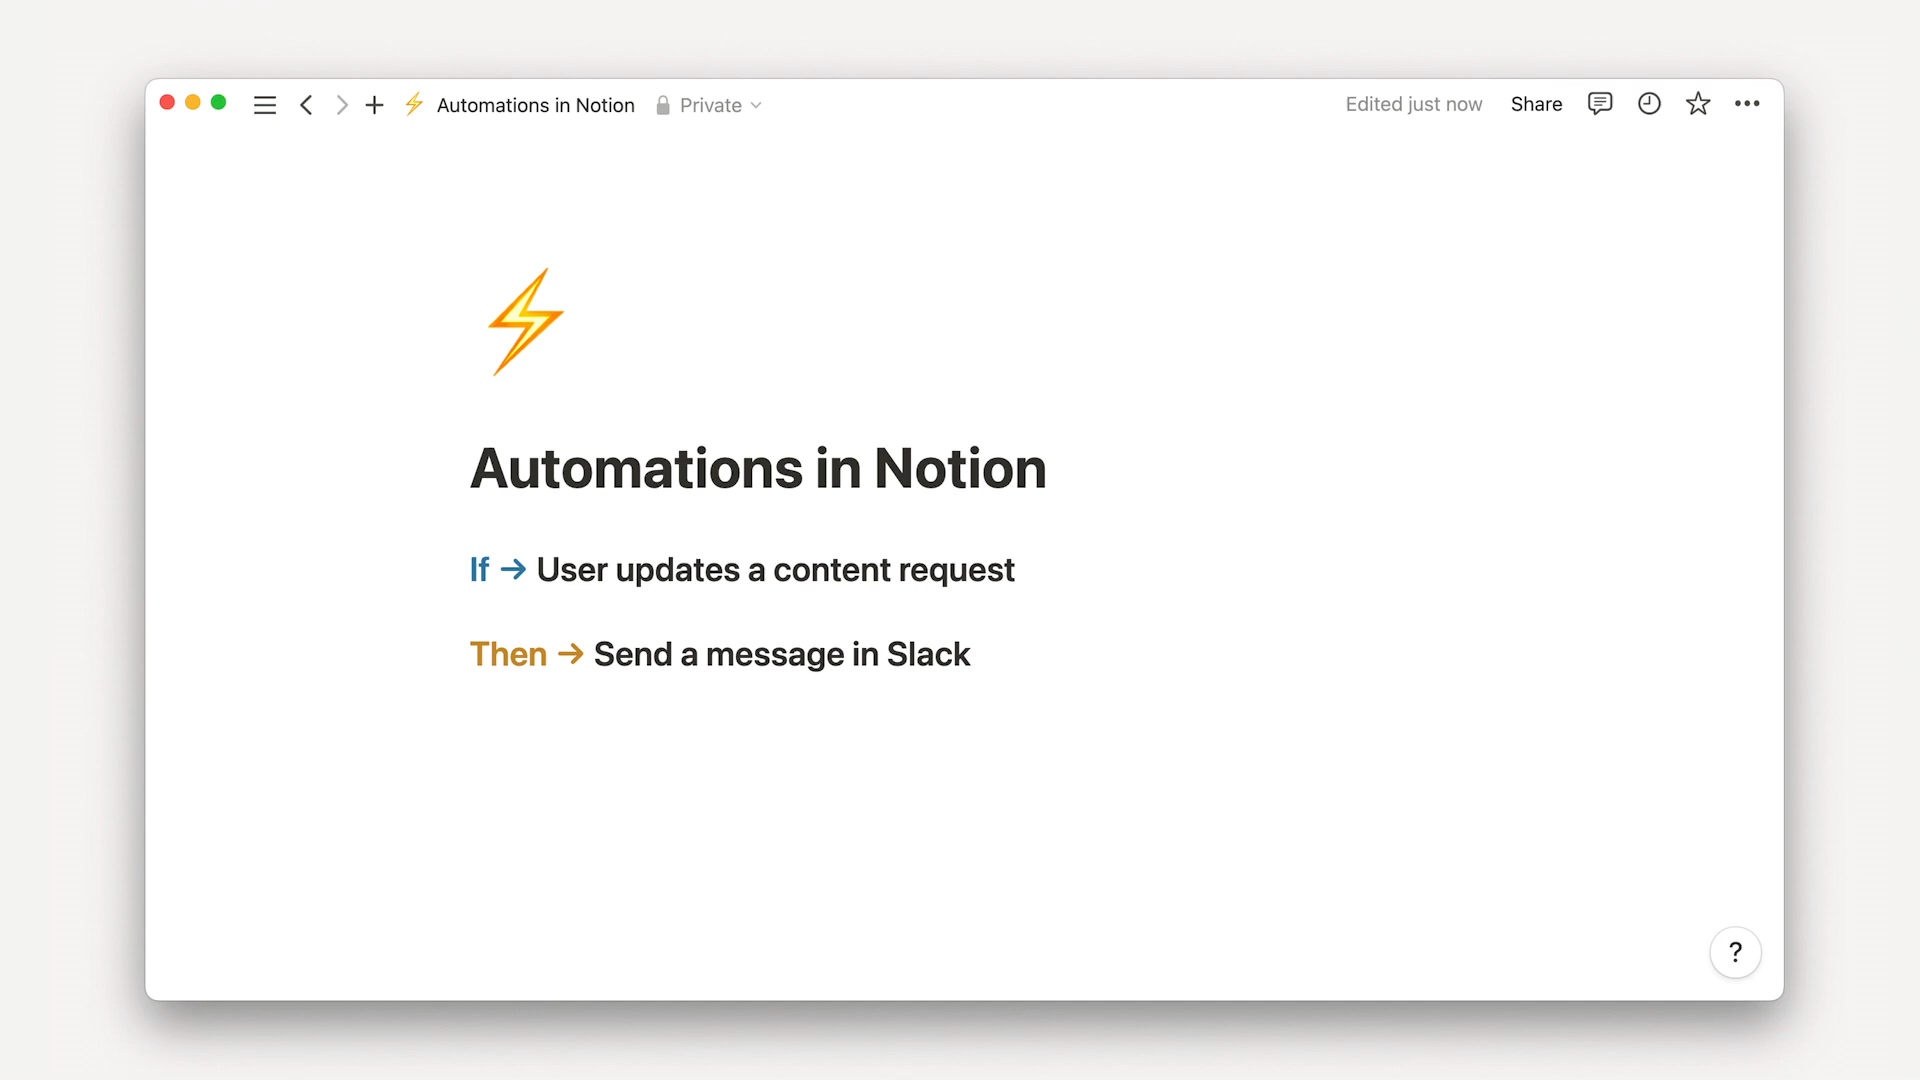 Automations in Notion Private Edited just now Share
Automations in Notion
If → User updates a content request
Then → Send a message in Slack
?